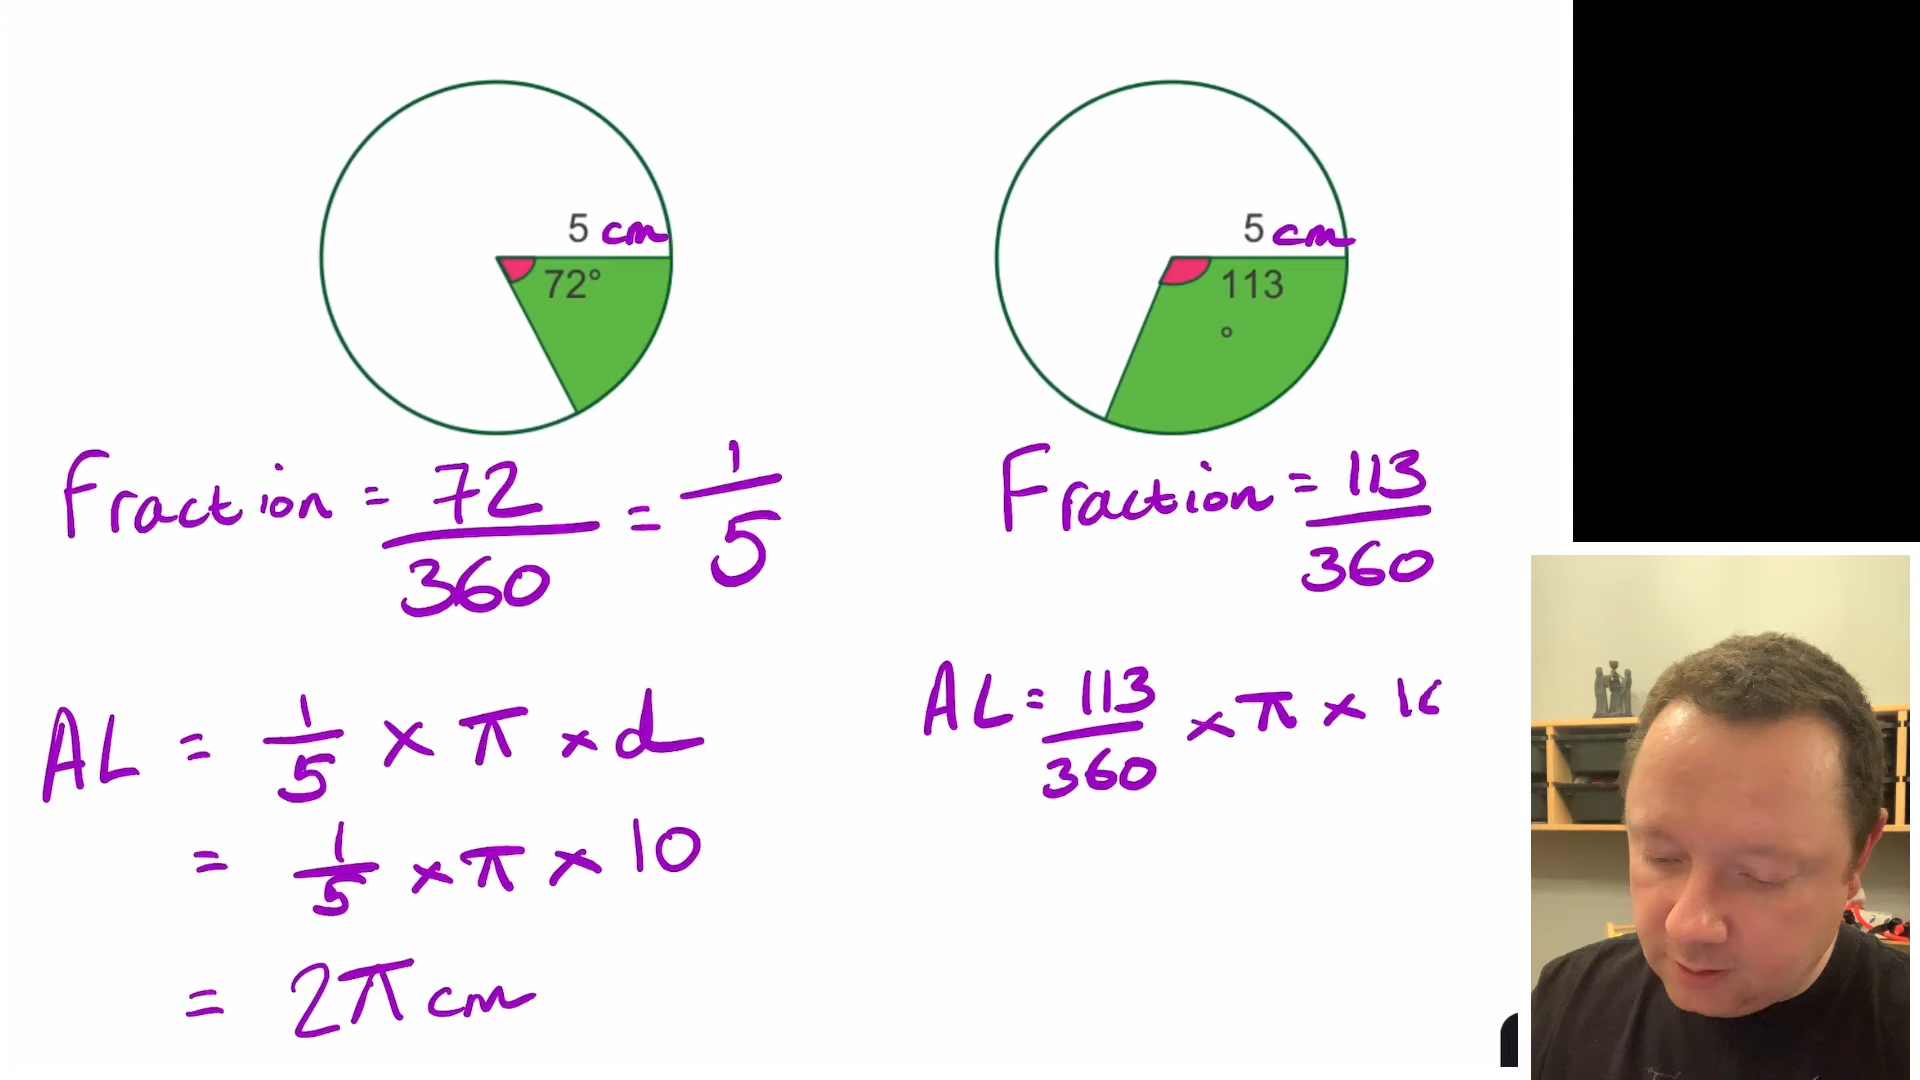 5 cm
72°
5 cm
113
°
Fraction = 72/360 = 1/5
Fraction = 113/360
AL = 1/5 × π × d
= 1/5 × π × 10
= 2π cm
AL = 113/360 × π × 1